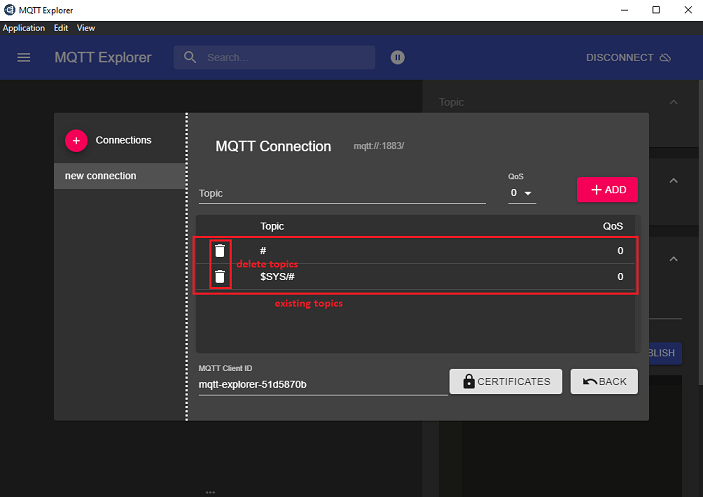 MQTT Explorer
Application Edit View
MQTT Explorer
Search...
DISCONNECT
Topic
Connections
new connection
MQTT Connection
mqtt://:1883/
Topic
QoS
0
ADD
Topic QoS
# 0
delete topics
$SYS/# 0
existing topics
MQTT Client ID
mqtt-explorer-51d5870b
CERTIFICATES
BACK
BLISH